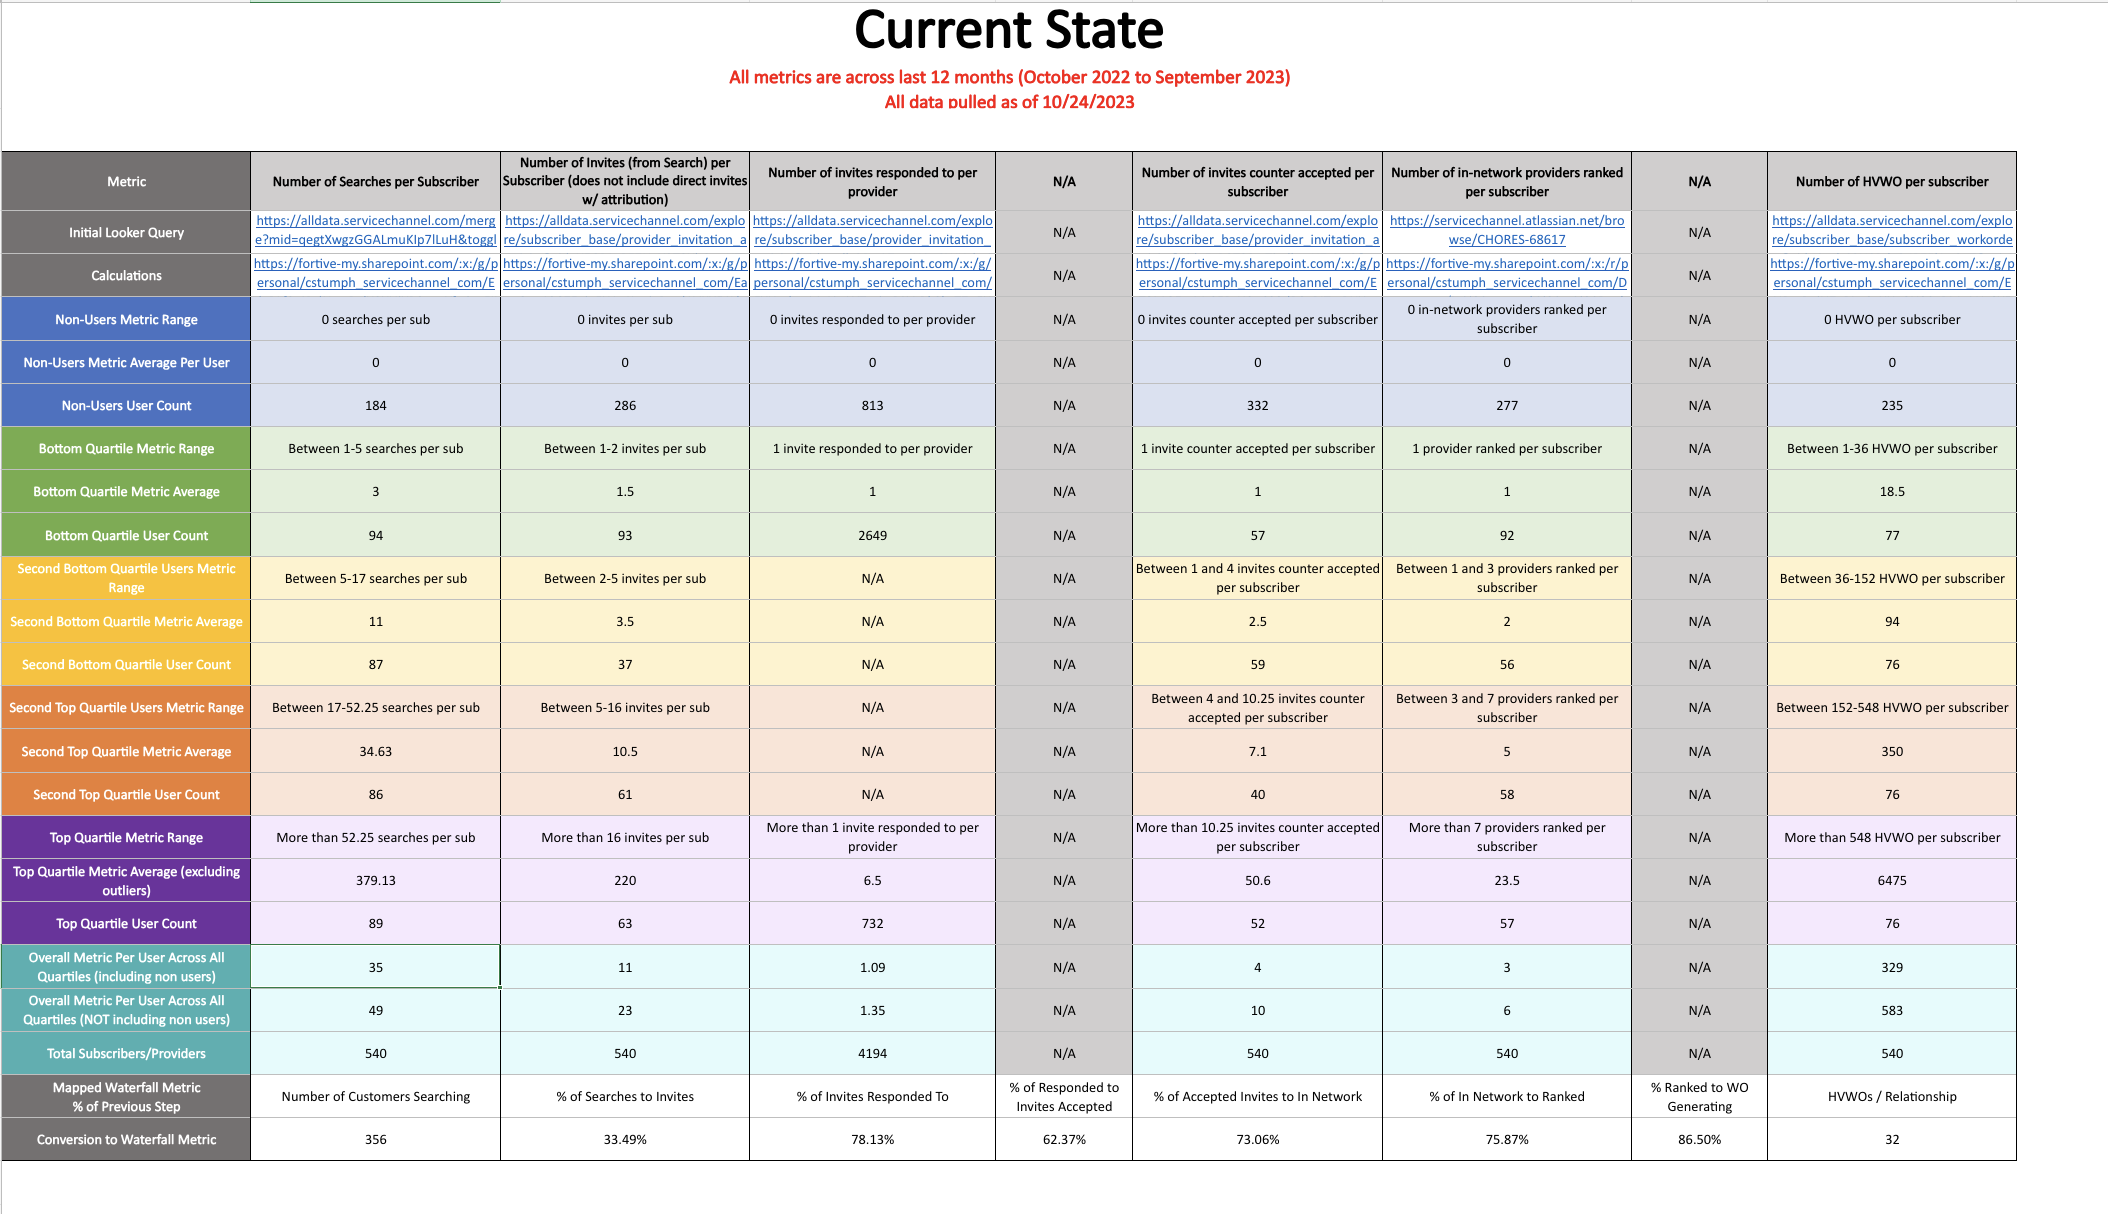 Current State
All metrics are across last 12 months (October 2022 to September 2023)
All data pulled as of 10/24/2023
Metric
Number of Searches per Subscriber
Number of Invites (from Search) per
Subscriber (does not include direct invites
w/ attribution)
Number of invites responded to per
provider
N/A
Number of invites counter accepted per
subscriber
Number of in-network providers ranked
per subscriber
N/A
Number of HVWO per subscriber
Initial Looker Query
https://alldata.servicechannel.com/merg
e?mid=qegtXwgzGGALmuKIp7ILuH&toggl
https://alldata.servicechannel.com/explo
re/subscriber_base/provider_invitation_a
https://alldata.servicechannel.com/explo
re/subscriber_base/provider_invitation_
N/A
https://alldata.servicechannel.com/explo
re/subscriber_base/provider_invitation_a
https://servicechannel.atlassian.net/bro
wse/CHORES-68617
N/A
https://alldata.servicechannel.com/explo
re/subscriber_base/subscriber_workorde
Calculations
https://fortive-my.sharepoint.com/:x:/g/p
ersonal/cstumph_servicechannel_com/E
https://fortive-my.sharepoint.com/:x:/g/p
ersonal/cstumph_servicechannel_com/Ea
https://fortive-my.sharepoint.com/:x:/g/
personal/cstumph_servicechannel_com/
N/A
https://fortive-my.sharepoint.com/:x:/g/p
ersonal/cstumph_servicechannel_com/E
https://fortive-my.sharepoint.com/:x:/r/p
ersonal/cstumph_servicechannel_com/D
N/A
https://fortive-my.sharepoint.com/:x:/g/p
ersonal/cstumph_servicechannel_com/E
Non-Users Metric Range
0 searches per sub
0 invites per sub
0 invites responded to per provider
N/A
0 invites counter accepted per subscriber
0 in-network providers ranked per
subscriber
N/A
0 HVWO per subscriber
Non-Users Metric Average Per User
0
0
0
N/A
0
0
N/A
0
Non-Users User Count
184
286
813
N/A
332
277
N/A
235
Bottom Quartile Metric Range
Between 1-5 searches per sub
Between 1-2 invites per sub
1 invite responded to per provider
N/A
1 invite counter accepted per subscriber
1 provider ranked per subscriber
N/A
Between 1-36 HVWO per subscriber
Bottom Quartile Metric Average
3
1.5
1
N/A
1
1
N/A
18.5
Bottom Quartile User Count
94
93
2649
N/A
57
92
N/A
77
Second Bottom Quartile Users Metric
Range
Between 5-17 searches per sub
Between 2-5 invites per sub
N/A
N/A
Between 1 and 4 invites counter accepted
per subscriber
Between 1 and 3 providers ranked per
subscriber
N/A
Between 36-152 HVWO per subscriber
Second Bottom Quartile Metric Average
11
3.5
N/A
N/A
2.5
2
N/A
94
Second Bottom Quartile User Count
87
37
N/A
N/A
59
56
N/A
76
Second Top Quartile Users Metric Range
Between 17-52.25 searches per sub
Between 5-16 invites per sub
N/A
N/A
Between 4 and 10.25 invites counter
accepted per subscriber
Between 3 and 7 providers ranked per
subscriber
N/A
Between 152-548 HVWO per subscriber
Second Top Quartile Metric Average
34.63
10.5
N/A
N/A
7.1
5
N/A
350
Second Top Quartile User Count
86
61
N/A
N/A
40
58
N/A
76
Top Quartile Metric Range
More than 52.25 searches per sub
More than 16 invites per sub
More than 1 invite responded to per
provider
N/A
More than 10.25 invites counter accepted
per subscriber
More than 7 providers ranked per
subscriber
N/A
More than 548 HVWO per subscriber
Top Quartile Metric Average (excluding
outliers)
379.13
220
6.5
N/A
50.6
23.5
N/A
6475
Top Quartile User Count
89
63
732
N/A
52
57
N/A
76
Overall Metric Per User Across All
Quartiles (including non users)
35
11
1.09
N/A
4
3
N/A
329
Overall Metric Per User Across All
Quartiles (NOT including non users)
49
23
1.35
N/A
10
6
N/A
583
Total Subscribers/Providers
540
540
4194
N/A
540
540
N/A
540
Mapped Waterfall Metric
% of Previous Step
Number of Customers Searching
% of Searches to Invites
% of Invites Responded To
% of Responded to
Invites Accepted
% of Accepted Invites to In Network
% of In Network to Ranked
% Ranked to WO
Generating
HVWOs / Relationship
Conversion to Waterfall Metric
356
33.49%
78.13%
62.37%
73.06%
75.87%
86.50%
32